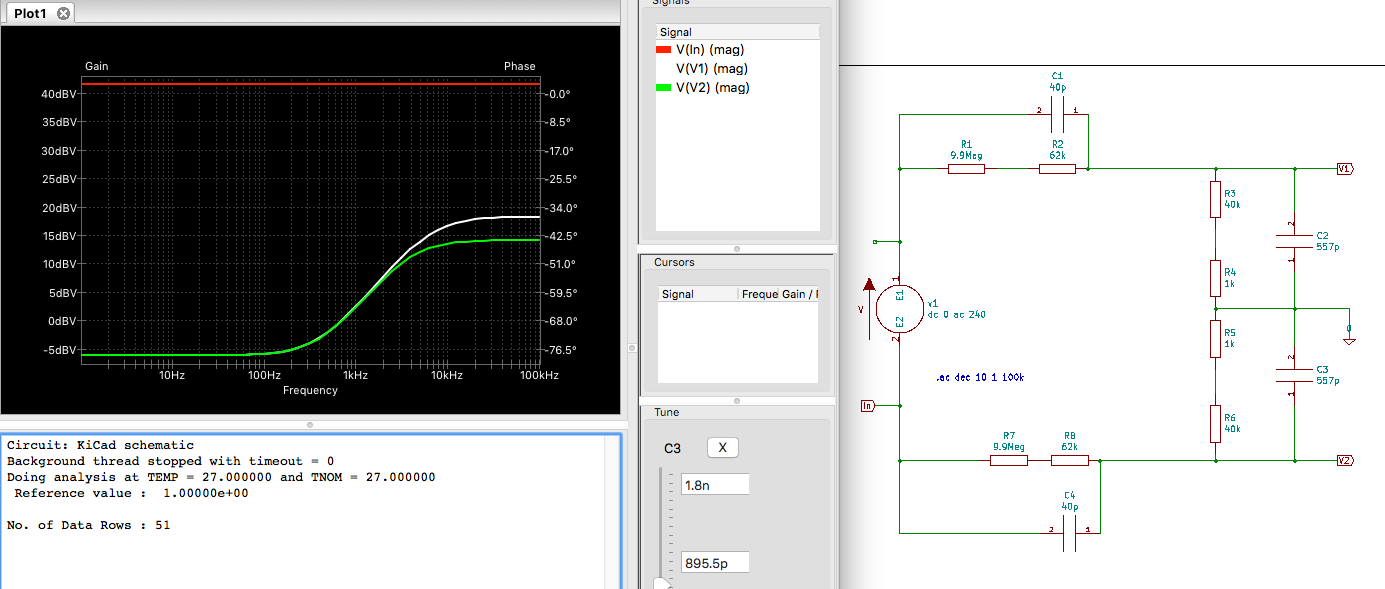 Plot1
Gain
Phase
40dBV
35dBV
30dBV
25dBV
20dBV
15dBV
10dBV
5dBV
0dBV
-5dBV
-0.0°
-8.5°
-17.0°
-25.5°
-34.0°
-42.5°
-51.0°
-59.5°
-68.0°
-76.5°
10Hz
100Hz
1kHz
10kHz
100kHz
Frequency
Circuit: KiCad schematic
Background thread stopped with timeout = 0
Doing analysis at TEMP = 27.000000 and TNOM = 27.000000
Reference value : 1.00000e+00
No. of Data Rows : 51
Signals
Signal
V(In) (mag)
V(V1) (mag)
V(V2) (mag)
Cursors
Signal
Freque
Gain /
Tune
C3
X
1.8n
895.5p
C1
40p
2
1
R1
9.9Meg
R2
62k
V1
R3
40k
2
C2
557p
1
R4
1k
1
E1
V
v1
dc 0 ac 240
E2
2
0
R5
1k
2
C3
557p
1
.ac dec 10 1 100k
In
R6
40k
R7
9.9Meg
R8
62k
V2
C4
40p
2
1